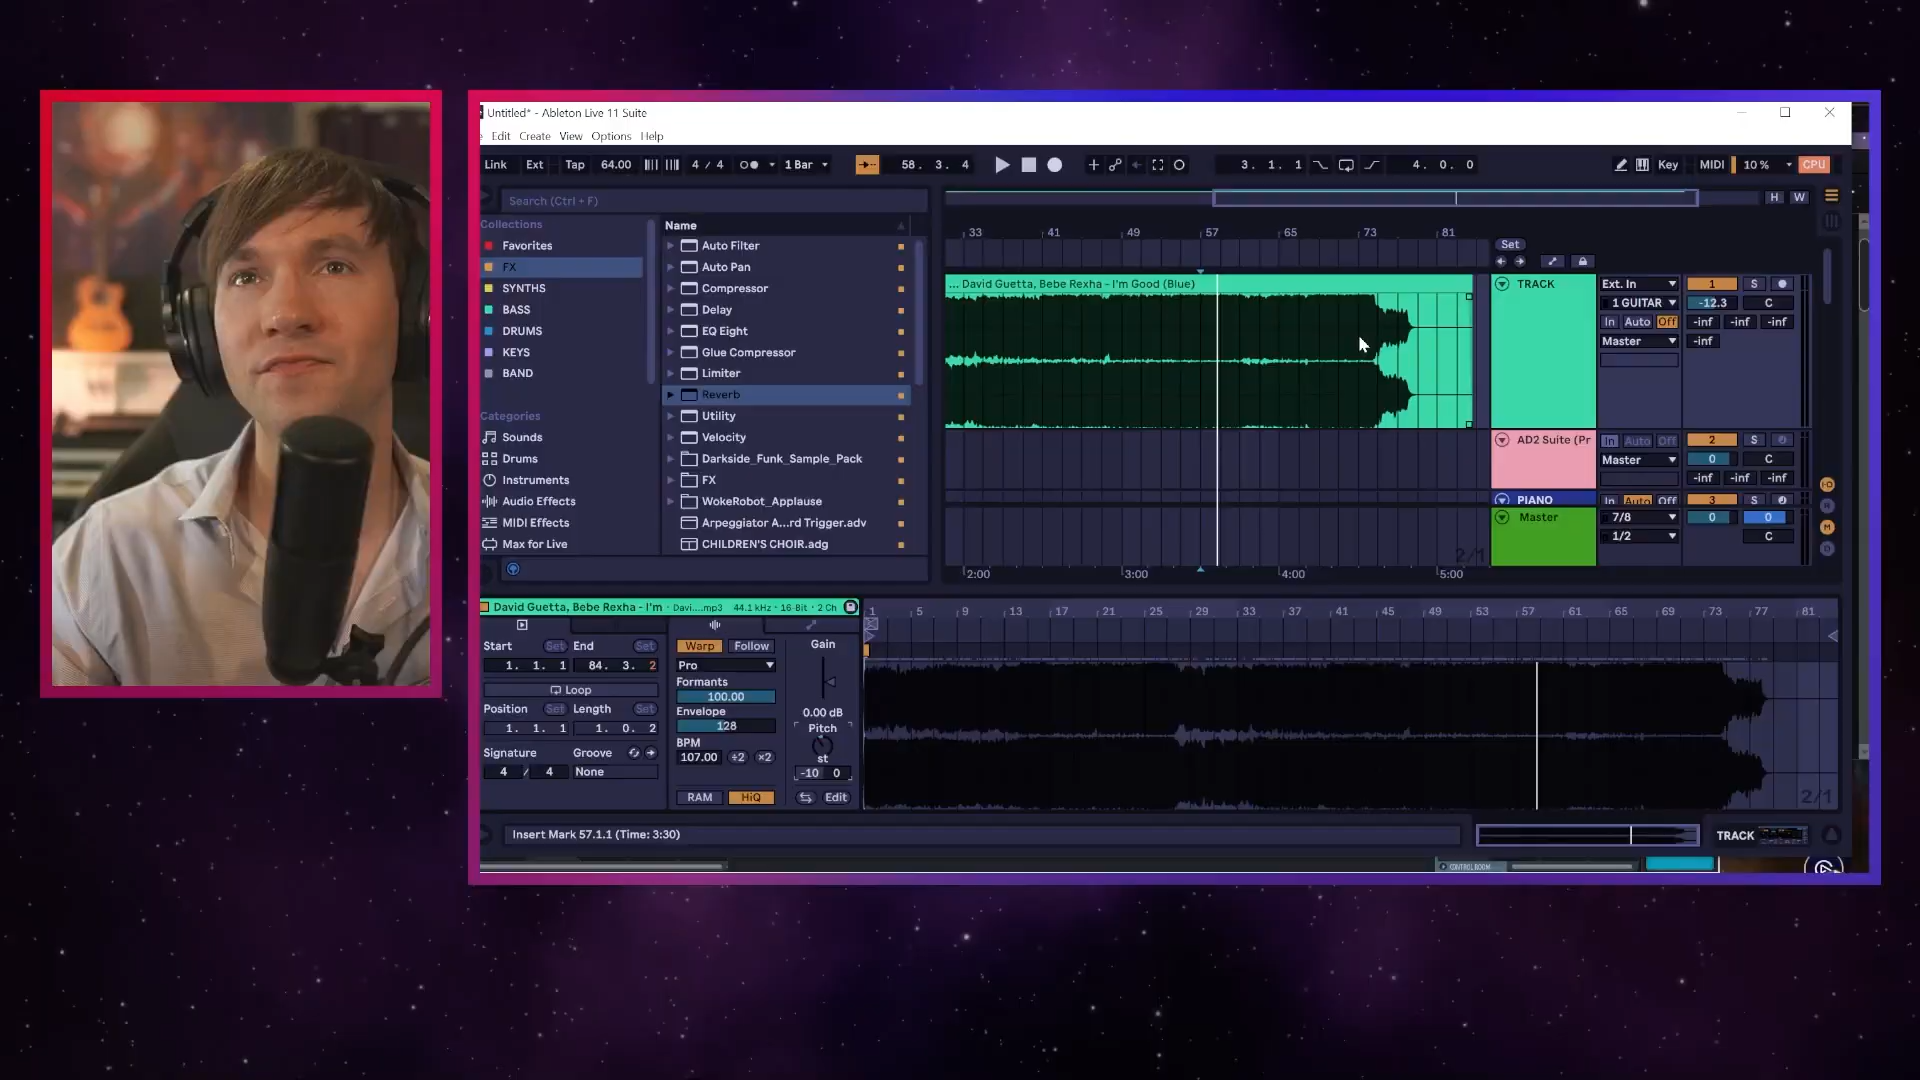 Untitled* - Ableton Live 11 Suite
Edit Create View Options Help
Link Ext Tap 64.00 4 / 4 1 Bar 58. 3. 4 3. 1. 1 4. 0. 0 Key MIDI 10 % CPU
Search (Ctrl + F)
H W
Collections
Favorites
FX
SYNTHS
BASS
DRUMS
KEYS
BAND
Categories
Sounds
Drums
Instruments
Audio Effects
MIDI Effects
Max for Live
Name
Auto Filter
Auto Pan
Compressor
Delay
EQ Eight
Glue Compressor
Limiter
Reverb
Utility
Velocity
Darkside_Funk_Sample_Pack
FX
WokeRobot_Applause
Arpeggiator A...rd Trigger.adv
CHILDREN'S CHOIR.adg
33 41 49 57 65 73 81
Set
... David Guetta, Bebe Rexha - I'm Good (Blue)
TRACK Ext. In 1 S
1 GUITAR -12.3 C
In Auto Off -inf -inf -inf
Master -inf
AD2 Suite (Pr In Auto Off 2 S
Master 0 C
-inf -inf -inf
PIANO In Auto Off 3 S
Master 7/8 0 0
1/2 C
2/1
2:00 3:00 4:00 5:00
David Guetta, Bebe Rexha - I'm · Davi....mp3 44.1 kHz · 16-Bit · 2 Ch
Start Set End Set
1. 1. 1 84. 3. 2
Loop
Position Set Length Set
1. 1. 1 1. 0. 2
Signature Groove
4 / 4 None
Warp Follow
Pro
Formants
100.00
Envelope
128
BPM
107.00 ÷2 ×2
RAM HiQ
Gain
0.00 dB
Pitch
st
-10 0
Edit
1 5 9 13 17 21 25 29 33 37 41 45 49 53 57 61 65 69 73 77 81
2/1
Insert Mark 57.1.1 (Time: 3:30)
TRACK
CONTROL ROOM